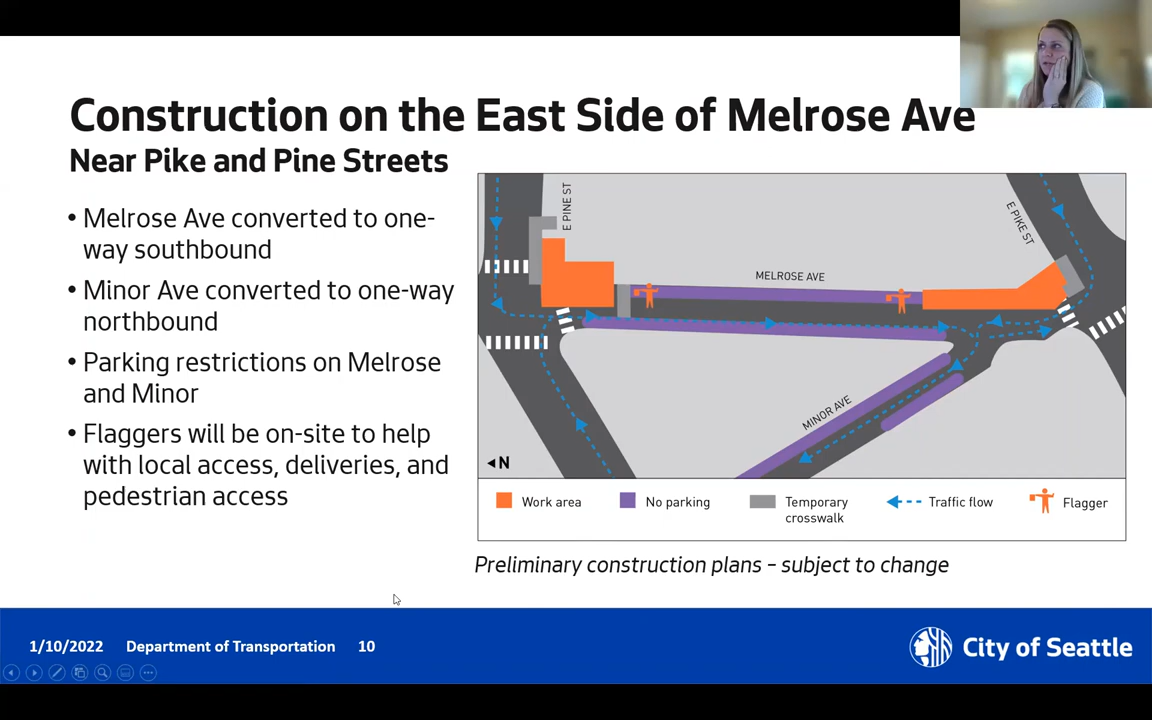 Construction on the East Side of Melrose Ave
Near Pike and Pine Streets
• Melrose Ave converted to one-
way southbound
• Minor Ave converted to one-way
northbound
• Parking restrictions on Melrose
and Minor
• Flaggers will be on-site to help
with local access, deliveries, and
pedestrian access
E PINE ST
E PIKE ST
MELROSE AVE
MINOR AVE
N
Work area
No parking
Temporary
crosswalk
Traffic flow
Flagger
Preliminary construction plans – subject to change
1/10/2022 Department of Transportation 10
City of Seattle